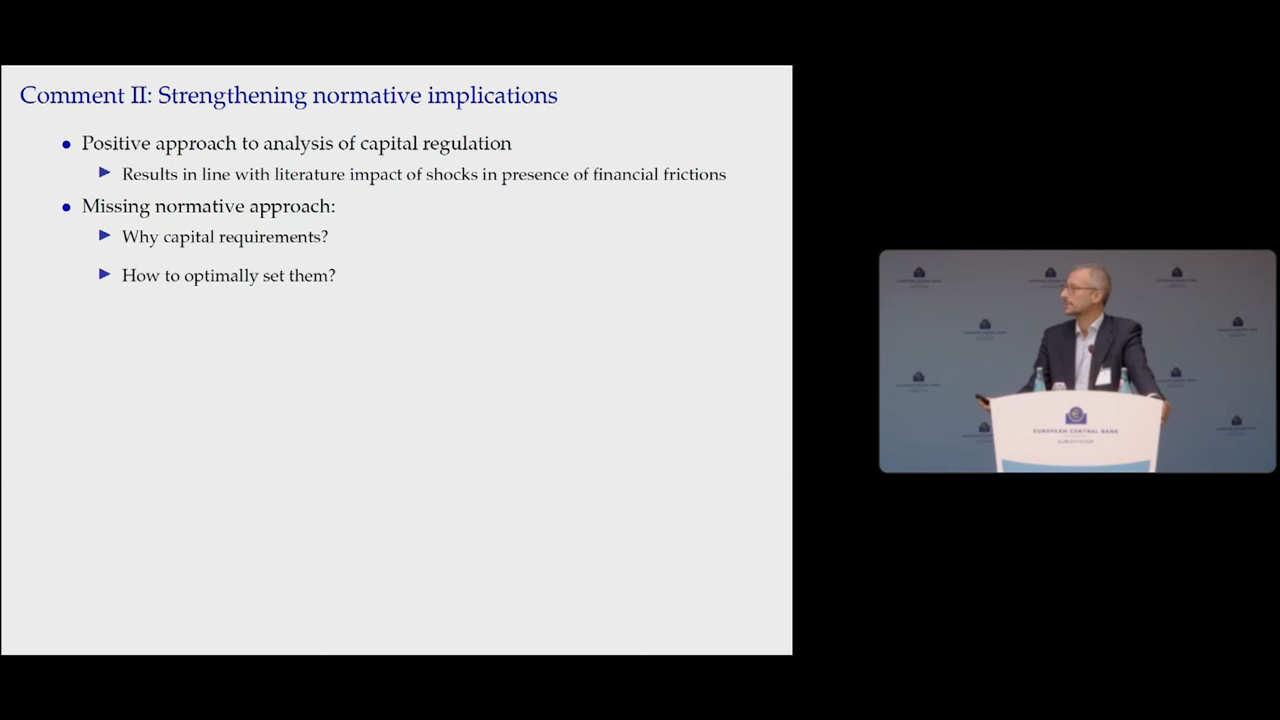 Comment II: Strengthening normative implications
Positive approach to analysis of capital regulation
Results in line with literature impact of shocks in presence of financial frictions
Missing normative approach:
Why capital requirements?
How to optimally set them?
EUROPEAN CENTRAL BANK
EUROSYSTEM